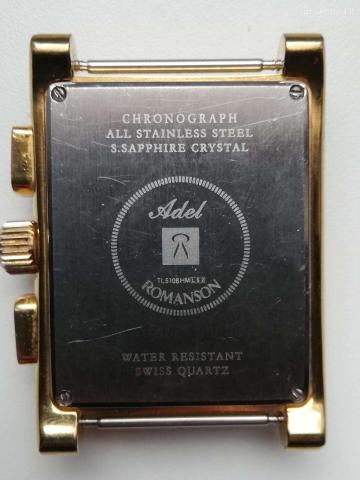 CHRONOGRAPH
ALL STAINLESS STEEL
S.SAPPHIRE CRYSTAL
Adel
ROMANSON
WATER RESISTANT
SWISS QUARTZ